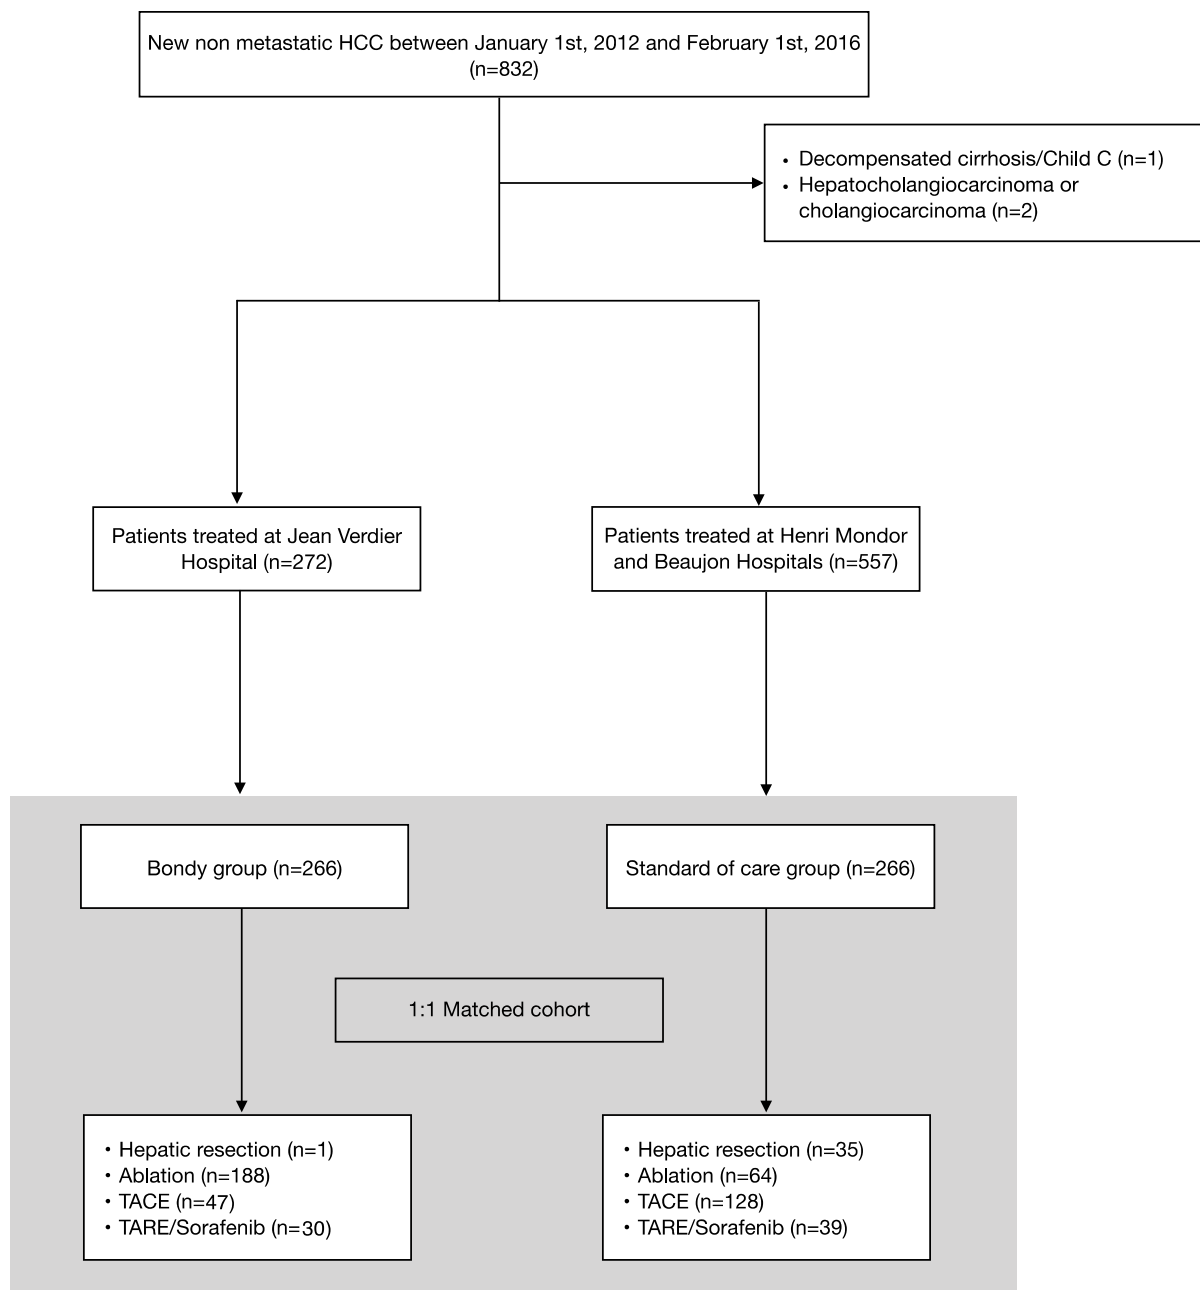 New non metastatic HCC between January 1st, 2012 and February 1st, 2016
(n=832)
• Decompensated cirrhosis/Child C (n=1)
• Hepatocholangiocarcinoma or
cholangiocarcinoma (n=2)
Patients treated at Jean Verdier
Hospital (n=272)
Patients treated at Henri Mondor
and Beaujon Hospitals (n=557)
Bondy group (n=266)
Standard of care group (n=266)
1:1 Matched cohort
• Hepatic resection (n=1)
• Ablation (n=188)
• TACE (n=47)
• TARE/Sorafenib (n=30)
• Hepatic resection (n=35)
• Ablation (n=64)
• TACE (n=128)
• TARE/Sorafenib (n=39)